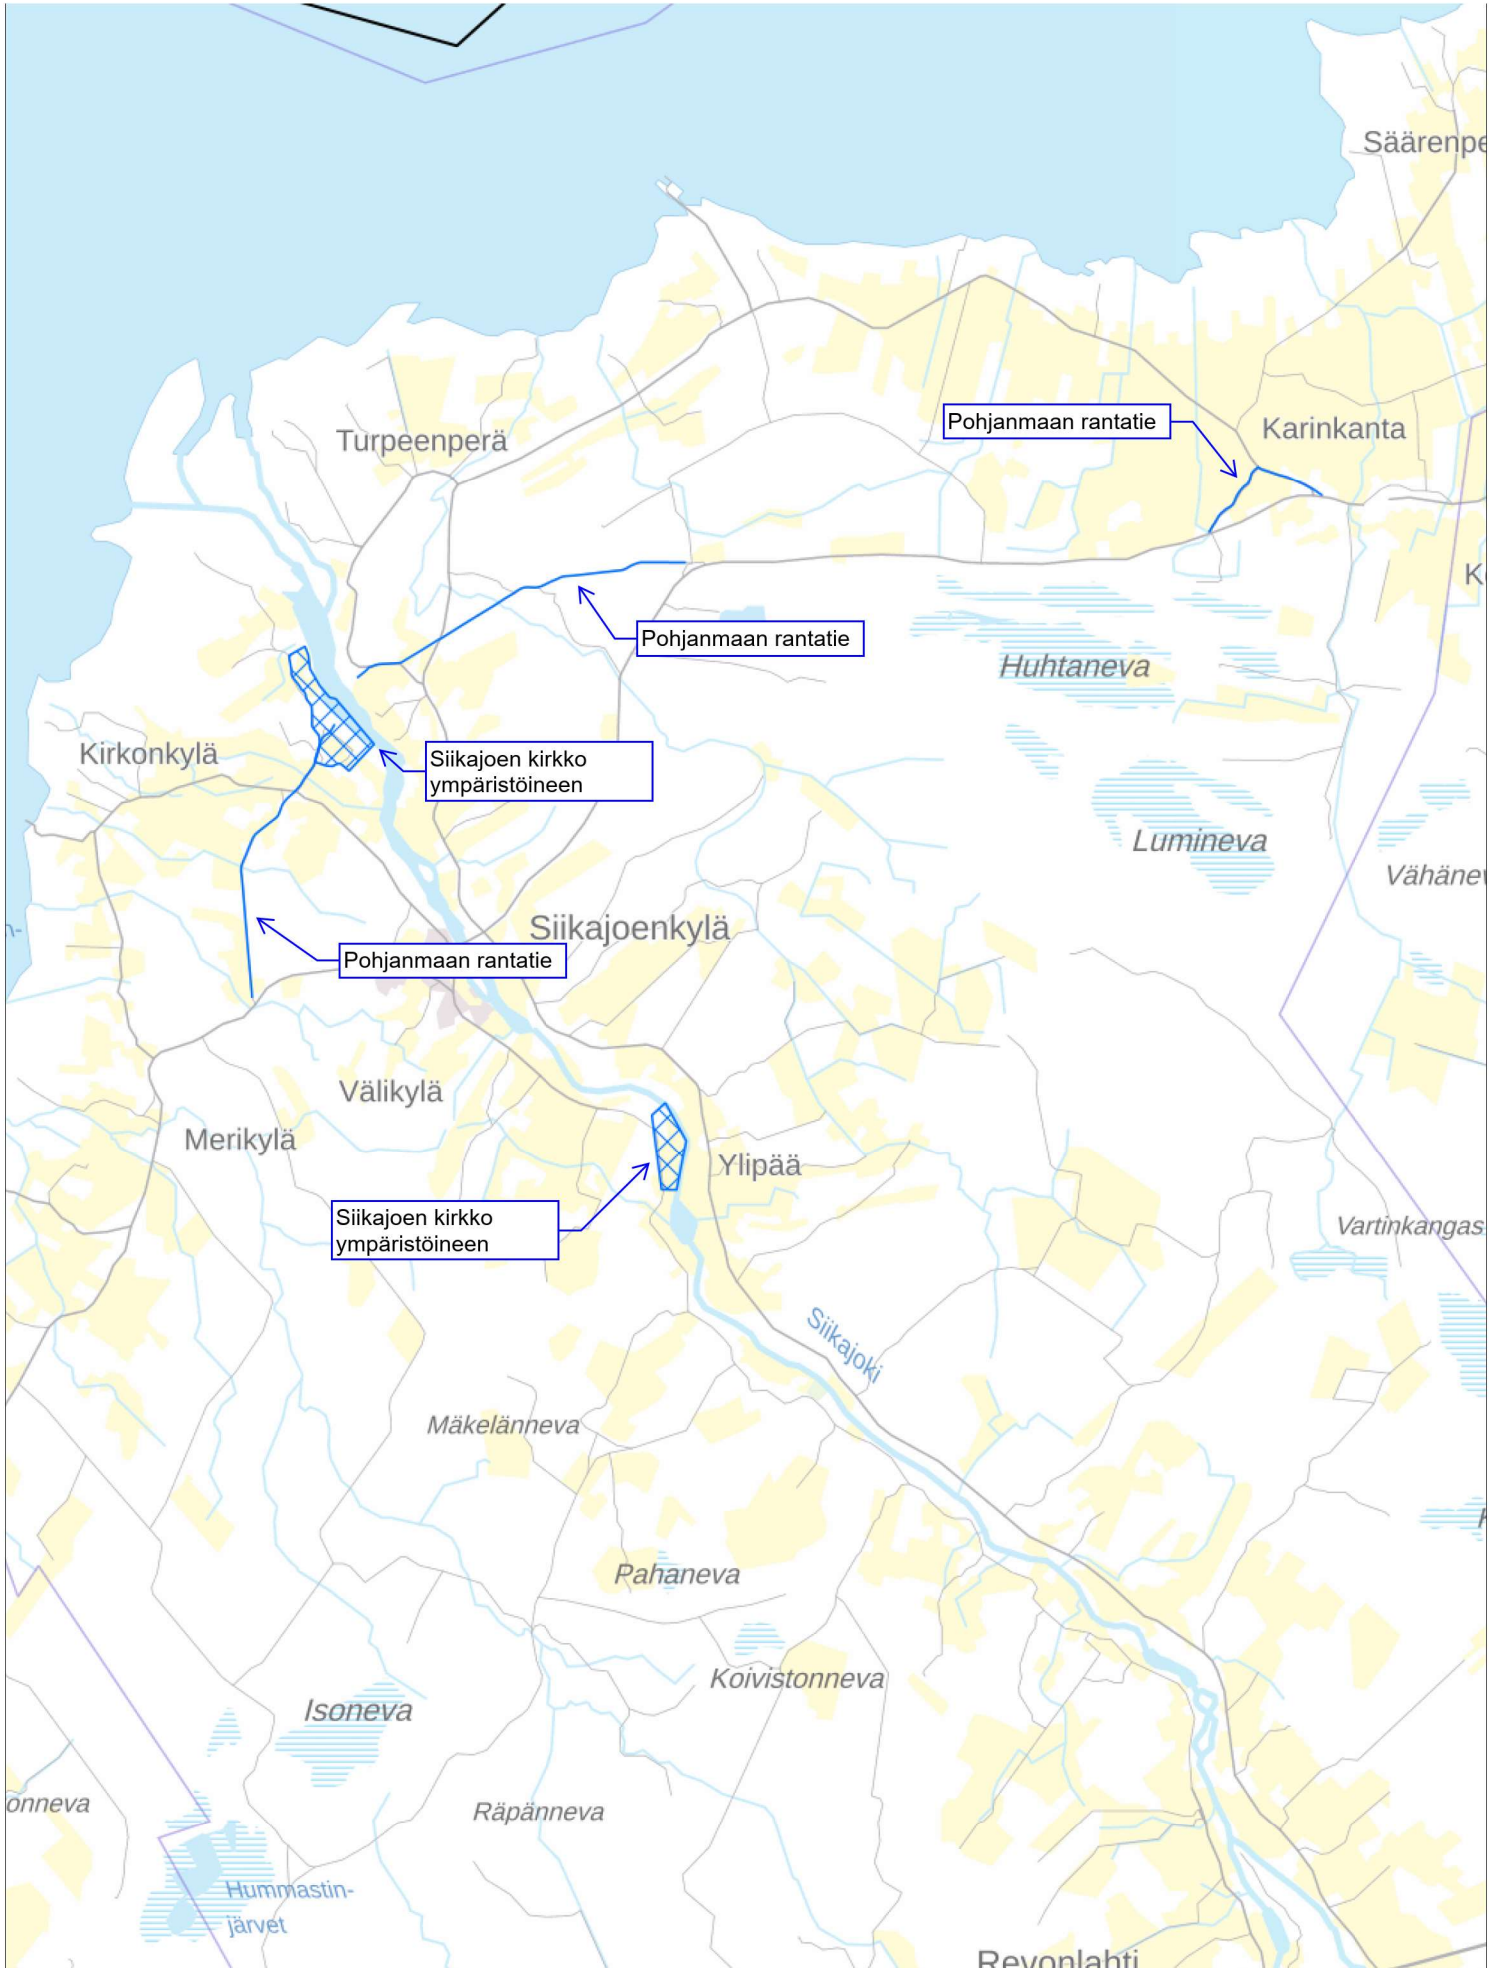 Säärenpe
Pohjanmaan rantatie
Karinkanta
Turpeenperä
K
Pohjanmaan rantatie
Huhtaneva
Kirkonkylä
Siikajoen kirkko
ympäristöineen
Lumineva
Vähänev
Siikajoenkylä
n-
Pohjanmaan rantatie
Välikylä
Merikylä
Ylipää
Siikajoen kirkko
ympäristöineen
Vartinkangas
Siikajoki
Mäkelänneva
Pahaneva
Koivistonneva
Isoneva
onneva
Räpänneva
Hummastin-
järvet
Revonlahti